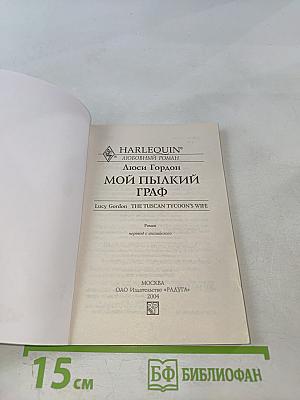 HARLEQUIN®
ЛЮБОВНЫЙ РОМАН
Люси Гордон
МОЙ ПЫЛКИЙ
ГРАФ
Lucy Gordon THE TUSCAN TYCOON'S WIFE
Роман
перевод с английского
МОСКВА
ОАО Издательство «РАДУГА»
2004
15 см
БФ БИБЛИОФАН